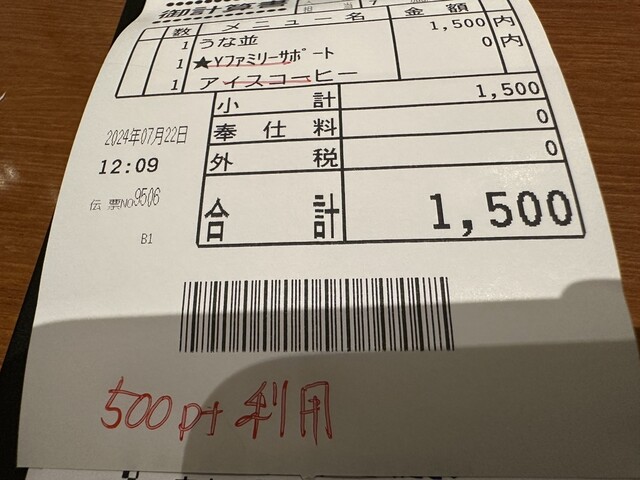 御計算書
担当 7
数 メニュー名 金額
1 うな並 1,500 内
1 ★Yファミリーサポート 0 内
1 アイスコーヒー
小計 1,500
奉仕料 0
外税 0
合計 1,500
2024年07月22日
12:09
伝票NO9506
B1
500pt利用